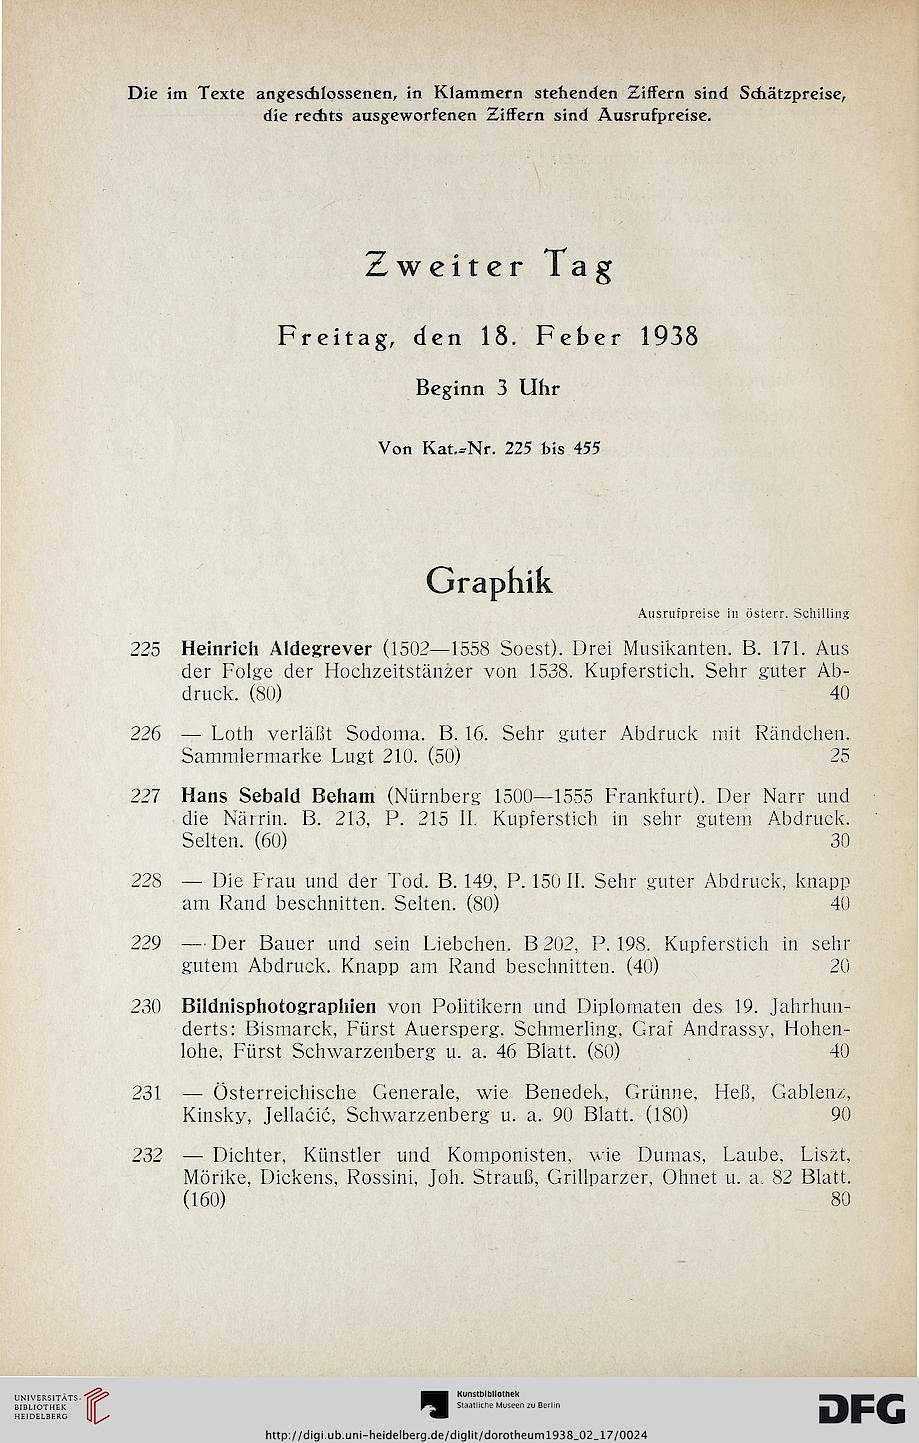 Die im Texte angeschlossenen, in Klammern stehenden Ziffern sind Schätzpreise,
die rechts ausgeworfenen Ziffern sind Ausrufpreise.
Zweiter Tag
Freitag, den 18. Feber 1938
Beginn 3 Uhr
Von Kat.-Nr. 225 bis 455
Graphik
Ausrufpreise in österr. Schilling
225 Heinrich Aldegrever (1502—1558 Soest). Drei Musikanten. B. 171. Aus
der Folge der Hochzeitstänzer von 1538. Kupferstich. Sehr guter Ab-
druck. (80) 40
226 — Loth verläßt Sodoma. B. 16. Sehr guter Abdruck mit Rändchen.
Sammlermarke Lugt 210. (50) 25
227 Hans Sebald Beham (Nürnberg 1500—1555 Frankfurt). Der Narr und
die Närrin. B. 213, P. 215 II. Kupferstich in sehr gutem Abdruck.
Selten. (60) 30
228 — Die Frau und der Tod. B. 149, P. 150 II. Sehr guter Abdruck, knapp
am Rand beschnitten. Selten. (80) 40
229 — Der Bauer und sein Liebchen. B 202, P. 198. Kupferstich in sehr
gutem Abdruck. Knapp am Rand beschnitten. (40) 20
230 Bildnisphotographien von Politikern und Diplomaten des 19. Jahrhun-
derts: Bismarck, Fürst Auersperg, Schmerling, Graf Andrassy, Hohen-
lohe, Fürst Schwarzenberg u. a. 46 Blatt. (80) 40
231 — Österreichische Generale, wie Benedek, Grünne, Heß, Gablenz,
Kinsky, Jellaćić, Schwarzenberg u. a. 90 Blatt. (180) 90
232 — Dichter, Künstler und Komponisten, wie Dumas, Laube, Liszt,
Mörike, Dickens, Rossini, Joh. Strauß, Grillparzer, Ohnet u. a. 82 Blatt.
(160) 80
UNIVERSITÄTS-
BIBLIOTHEK
HEIDELBERG
Kunstbibliothek
Staatliche Museen zu Berlin
DFG
http://digi.ub.uni-heidelberg.de/diglit/dorotheum1938_02_17/0024